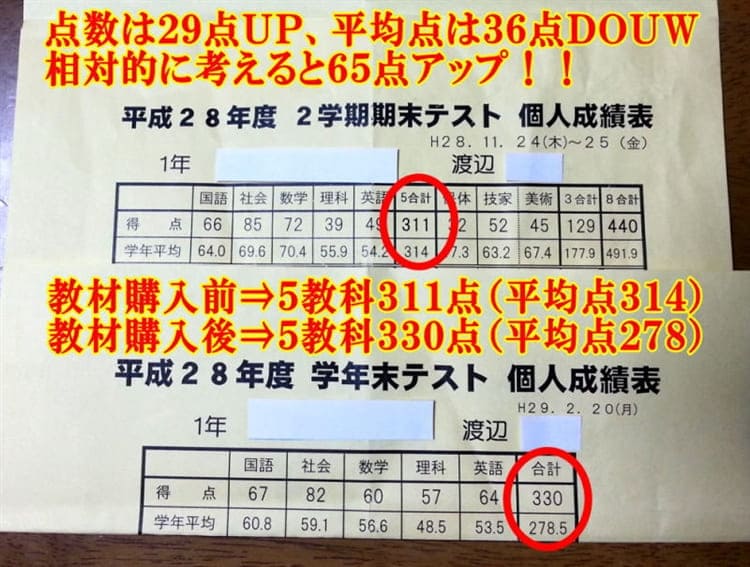 点数は29点UP、平均点は36点DOUW
相対的に考えると65点アップ！！
平成２８年度 ２学期期末テスト 個人成績表
H２８．１１．２４(木)～２５（金）
1年 渡辺
国語 社会 数学 理科 英語 5合計 保体 技家 美術 3合計 8合計
得点 66 85 72 39 49 311 32 52 45 129 440
学年平均 64.0 69.6 70.4 55.9 54.2 314 7.3 63.2 67.4 177.9 491.9
教材購入前⇒5教科311点（平均点314）
教材購入後⇒5教科330点（平均点278）
平成２８年度 学年末テスト 個人成績表
H２９．２．２０(月)
1年 渡辺
国語 社会 数学 理科 英語 合計
得点 67 82 60 57 64 330
学年平均 60.8 59.1 56.6 48.5 53.5 278.5